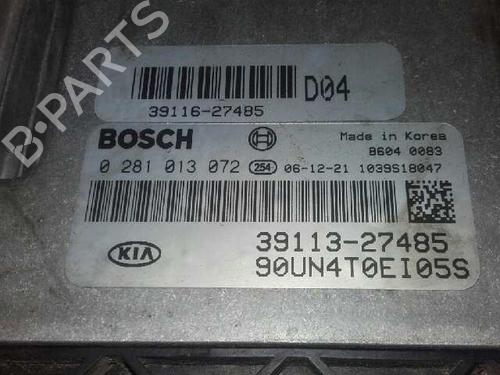 B-PARTS
39116-27485
D04
BOSCH
Made in Korea
8604 0083
0 281 013 072 254 06-12-21 1039S18047
39113-27485
KIA
90UN4T0EI05S